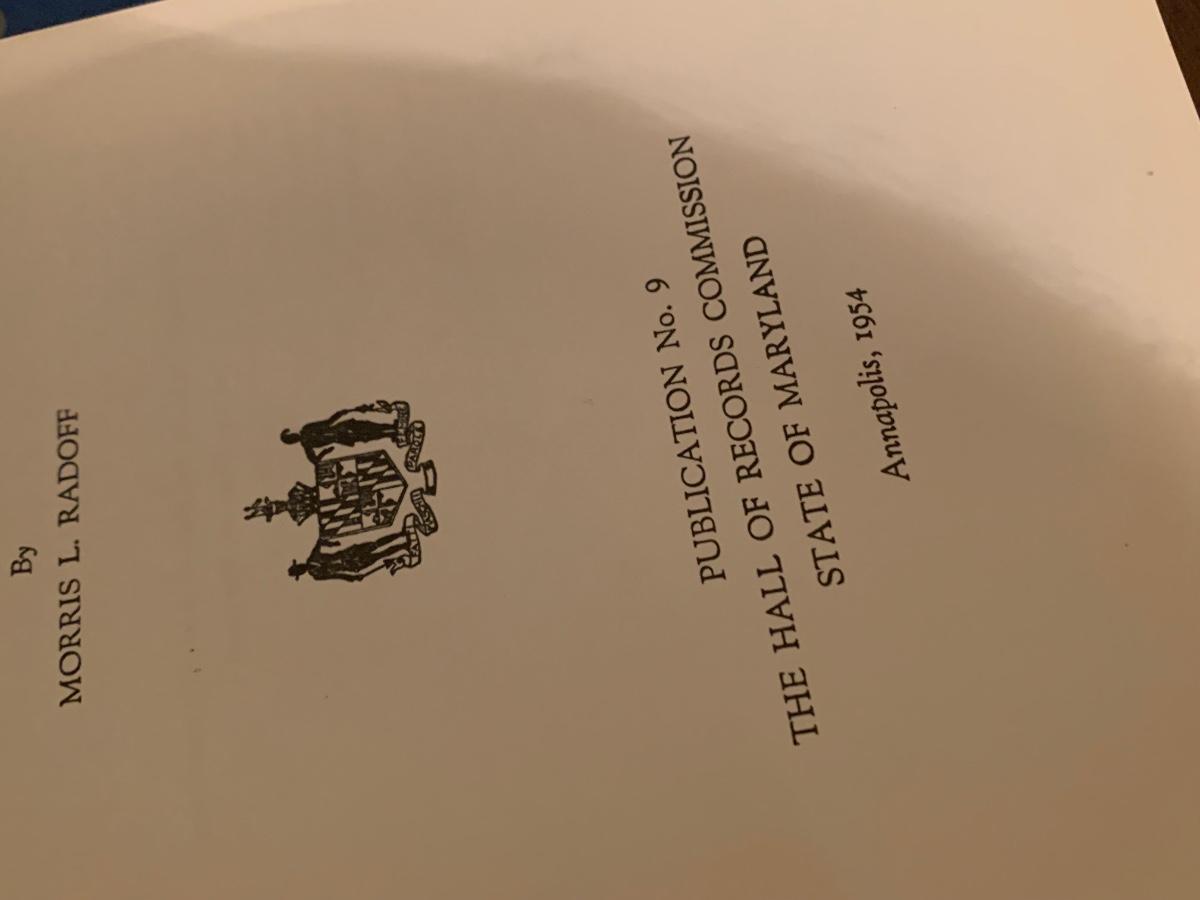 By
MORRIS L. RADOFF
PUBLICATION No. 9
THE HALL OF RECORDS COMMISSION
STATE OF MARYLAND
Annapolis, 1954